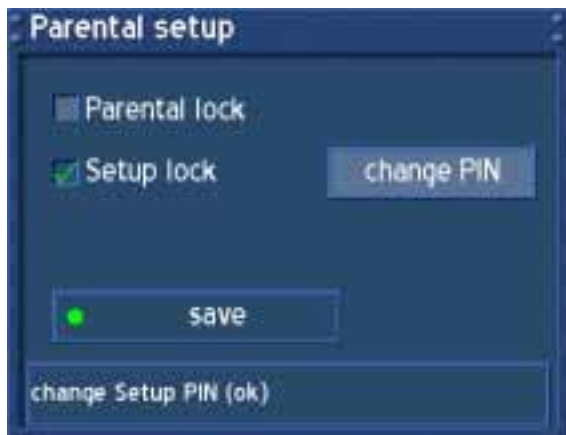 Parental setup
Parental lock
Setup lock
change PIN
save
change Setup PIN (ok)